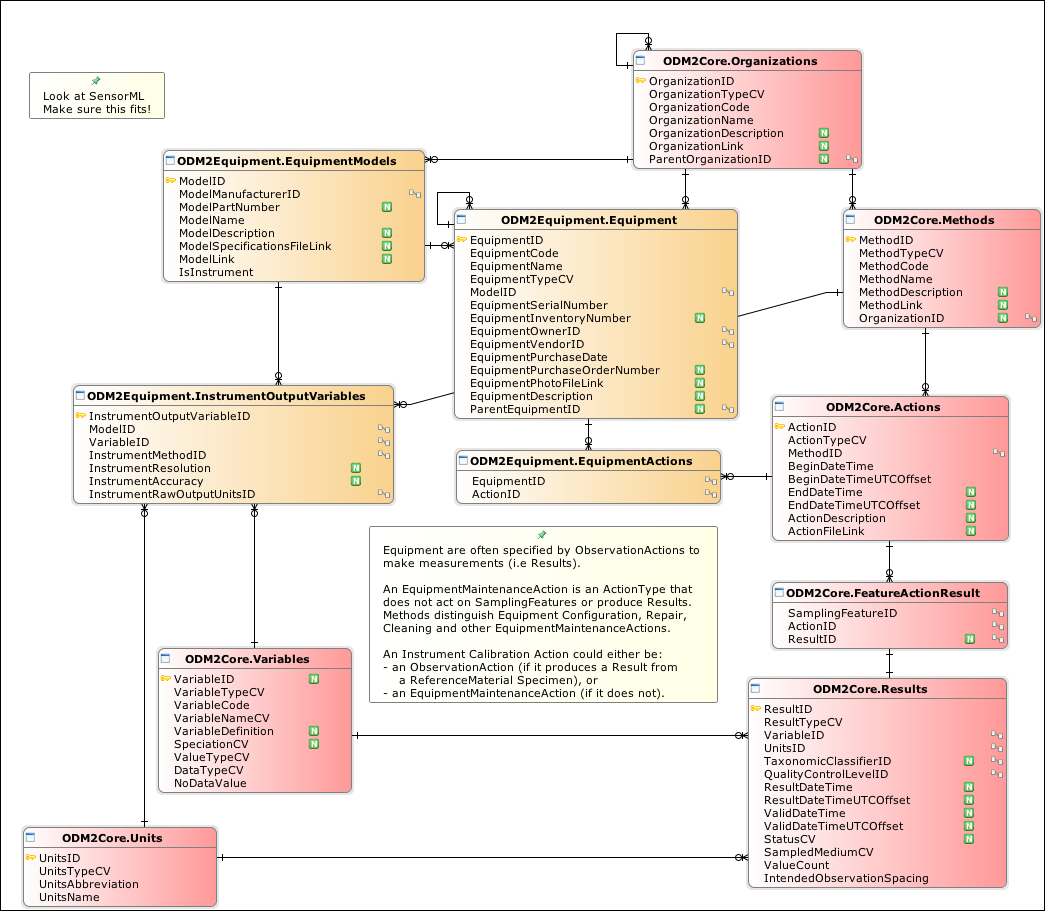 ODM2Core.Organizations
OrganizationID
OrganizationTypeCV
OrganizationCode
OrganizationName
OrganizationDescription N
OrganizationLink N
ParentOrganizationID N
Look at SensorML
Make sure this fits!
ODM2Equipment.EquipmentModels
ModelID
ModelManufacturerID
ModelPartNumber N
ModelName
ModelDescription N
ModelSpecificationsFileLink N
ModelLink N
IsInstrument
ODM2Equipment.Equipment
EquipmentID
EquipmentCode
EquipmentName
EquipmentTypeCV
ModelID
EquipmentSerialNumber
EquipmentInventoryNumber N
EquipmentOwnerID
EquipmentVendorID
EquipmentPurchaseDate
EquipmentPurchaseOrderNumber N
EquipmentPhotoFileLink N
EquipmentDescription N
ParentEquipmentID N
ODM2Core.Methods
MethodID
MethodTypeCV
MethodCode
MethodName
MethodDescription N
MethodLink N
OrganizationID N
ODM2Equipment.InstrumentOutputVariables
InstrumentOutputVariableID
ModelID
VariableID
InstrumentMethodID
InstrumentResolution N
InstrumentAccuracy N
InstrumentRawOutputUnitsID
ODM2Equipment.EquipmentActions
EquipmentID
ActionID
ODM2Core.Actions
ActionID
ActionTypeCV
MethodID
BeginDateTime
BeginDateTimeUTCOffset
EndDateTime N
EndDateTimeUTCOffset N
ActionDescription N
ActionFileLink N
Equipment are often specified by ObservationActions to
make measurements (i.e Results).
An EquipmentMaintenanceAction is an ActionType that
does not act on SamplingFeatures or produce Results.
Methods distinguish Equipment Configuration, Repair,
Cleaning and other EquipmentMaintenanceActions.
An Instrument Calibration Action could either be:
- an ObservationAction (if it produces a Result from
a ReferenceMaterial Specimen), or
- an EquipmentMaintenanceAction (if it does not).
ODM2Core.FeatureActionResult
SamplingFeatureID
ActionID
ResultID N
ODM2Core.Variables
VariableID N
VariableTypeCV
VariableCode
VariableNameCV
VariableDefinition N
SpeciationCV N
ValueTypeCV
DataTypeCV
NoDataValue
ODM2Core.Results
ResultID
ResultTypeCV
VariableID
UnitsID
TaxonomicClassifierID N
QualityControlLevelID
ResultDateTime N
ResultDateTimeUTCOffset N
ValidDateTime N
ValidDateTimeUTCOffset N
StatusCV N
SampledMediumCV
ValueCount
IntendedObservationSpacing
ODM2Core.Units
UnitsID
UnitsTypeCV
UnitsAbbreviation
UnitsName